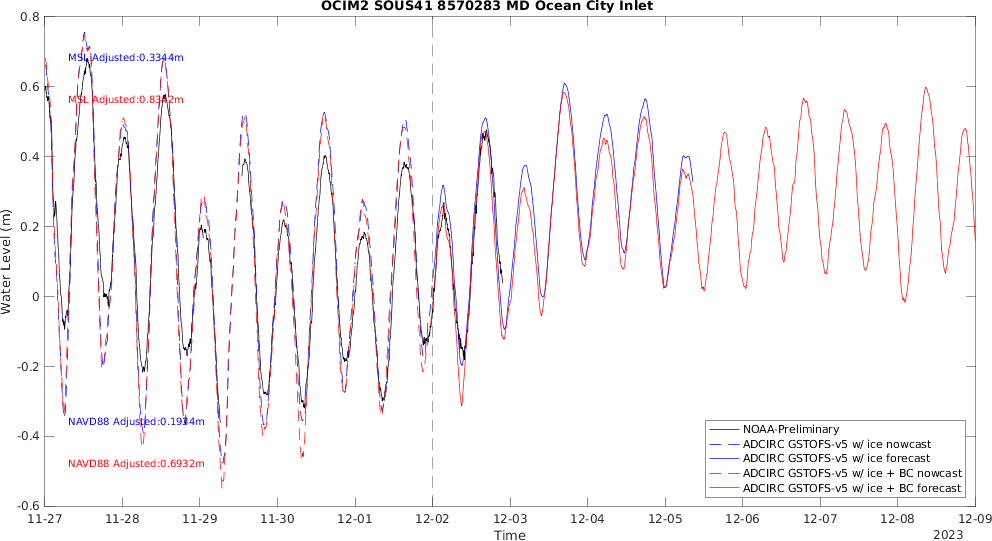 OCIM2 SOUS41 8570283 MD Ocean City Inlet
0.8
0.6
0.4
0.2
0
-0.2
-0.4
-0.6
Water Level (m)
MSL Adjusted:0.3344m
MSL Adjusted:0.8342m
NAVD88 Adjusted:0.1934m
NAVD88 Adjusted:0.6932m
NOAA-Preliminary
ADCIRC GSTOFS-v5 w/ ice nowcast
ADCIRC GSTOFS-v5 w/ ice forecast
ADCIRC GSTOFS-v5 w/ ice + BC nowcast
ADCIRC GSTOFS-v5 w/ ice + BC forecast
11-27 11-28 11-29 11-30 12-01 12-02 12-03 12-04 12-05 12-06 12-07 12-08 12-09
Time
2023